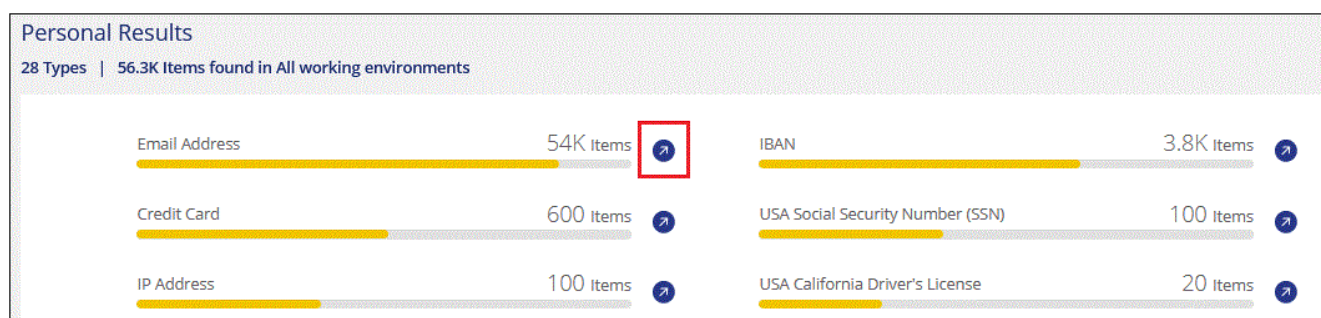 Personal Results
28 Types | 56.3K Items found in All working environments
Email Address 54K Items
IBAN 3.8K Items
Credit Card 600 Items
USA Social Security Number (SSN) 100 Items
IP Address 100 Items
USA California Driver's License 20 Items